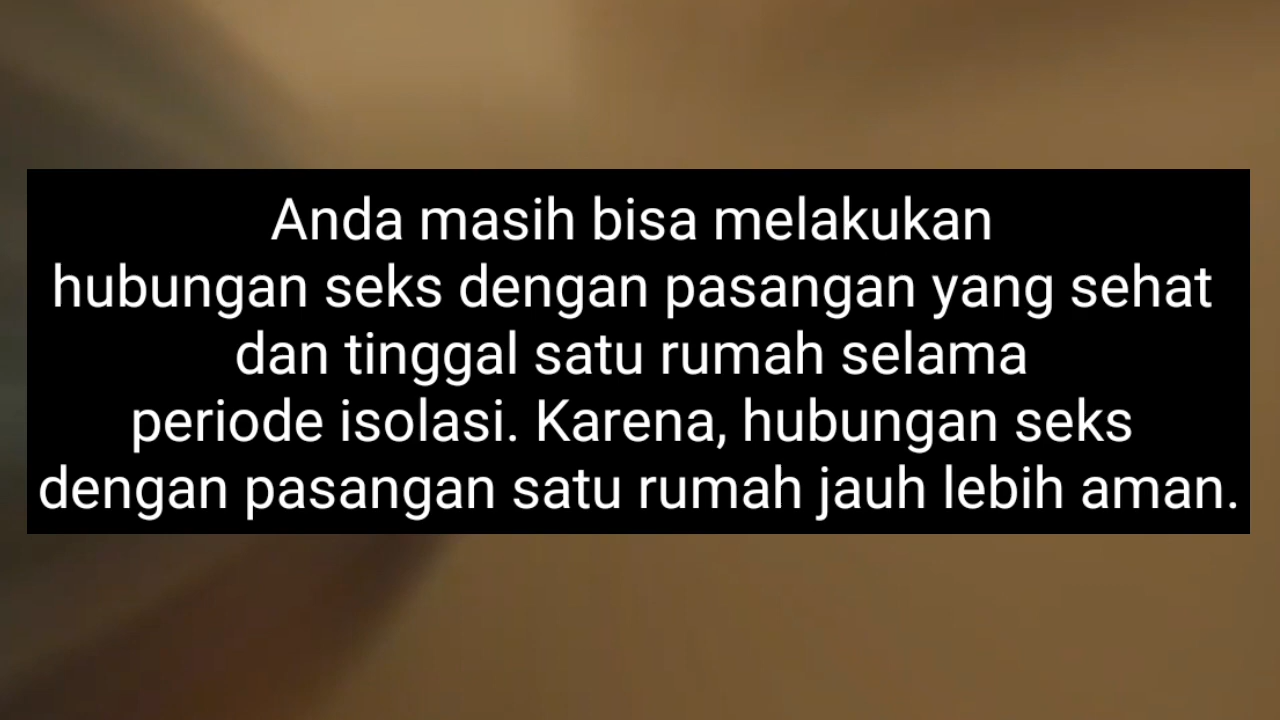 Anda masih bisa melakukan
hubungan seks dengan pasangan yang sehat
dan tinggal satu rumah selama
periode isolasi. Karena, hubungan seks
dengan pasangan satu rumah jauh lebih aman.